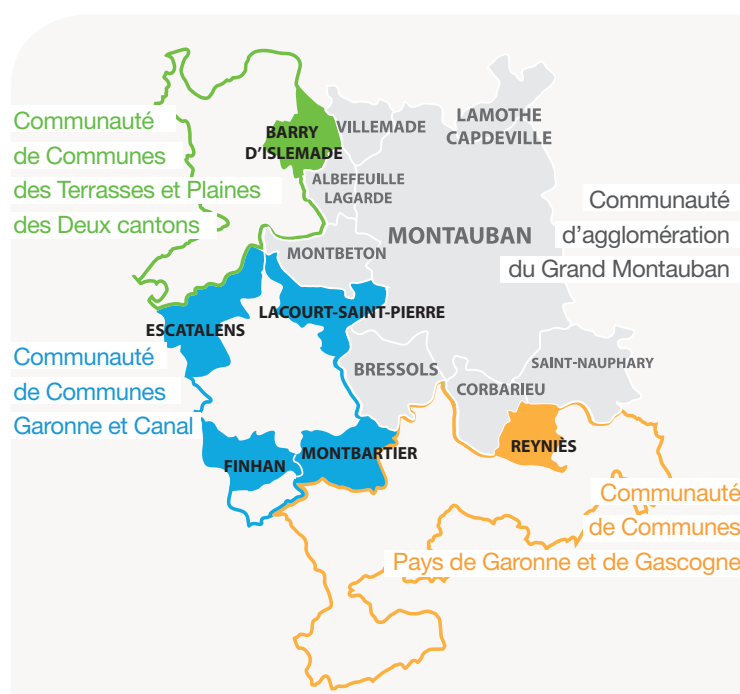 Communauté
de Communes
des Terrasses et Plaines
des Deux cantons
BARRY
D'ISLEMADE
VILLEMADE
LAMOTHE
CAPDEVILLE
ALBEFEUILLE
LAGARDE
MONTAUBAN
MONTBETON
Communauté
d'agglomération
du Grand Montauban
ESCATALENS
LACOURT-SAINT-PIERRE
BRESSOLS
SAINT-NAUPHARY
CORBARIEU
Communauté
de Communes
Garonne et Canal
FINHAN
MONTBARTIER
REYNIÈS
Communauté
de Communes
Pays de Garonne et de Gascogne